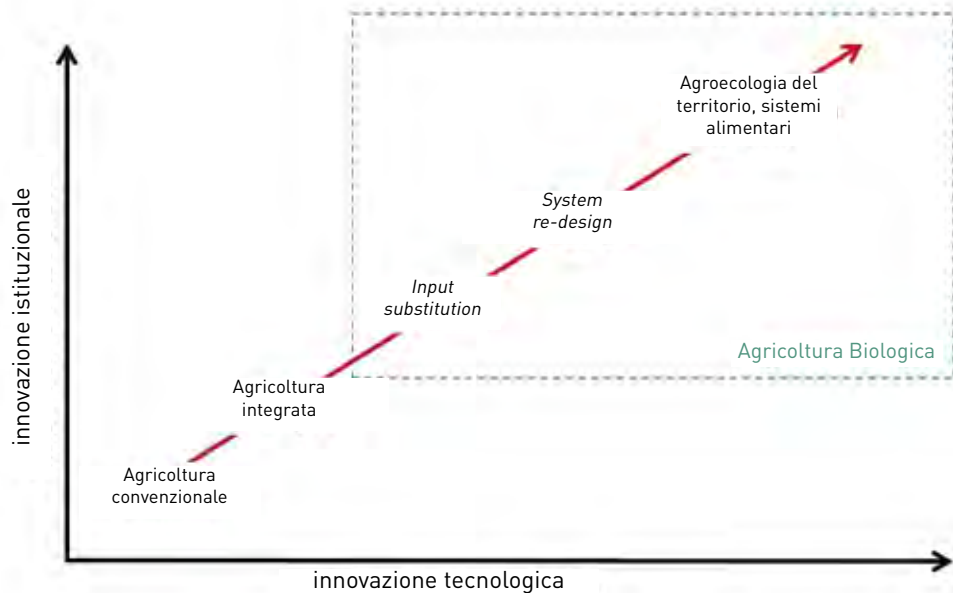 Agroecologia del
territorio, sistemi
alimentari
System
re-design
Input
substitution
Agricoltura Biologica
Agricoltura
integrata
Agricoltura
convenzionale
innovazione istituzionale
innovazione tecnologica